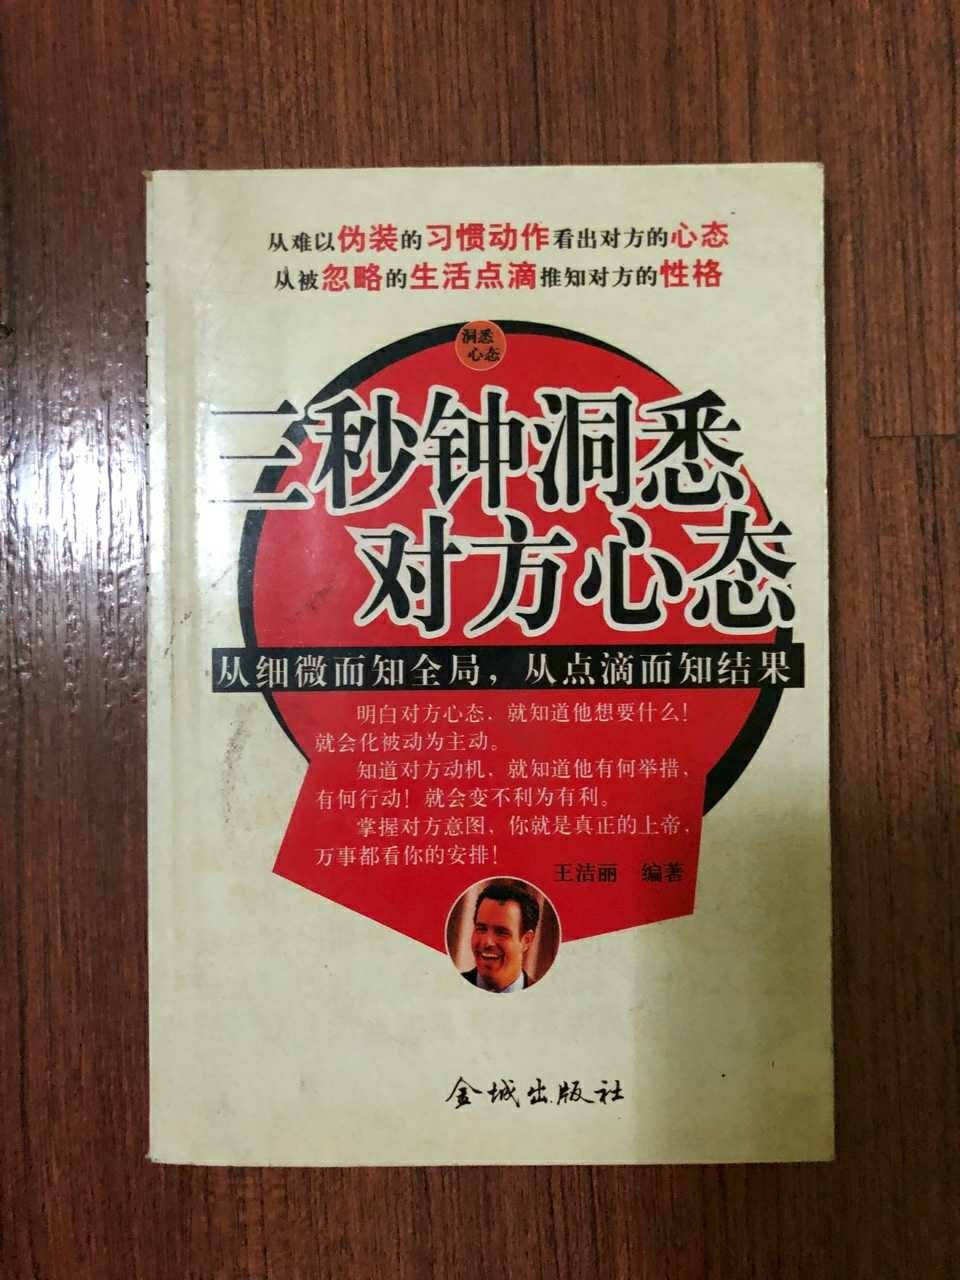 从难以伪装的习惯动作看出对方的心态
从被忽略的生活点滴推知对方的性格
洞悉
心态
三秒钟洞悉
对方心态
从细微而知全局，从点滴而知结果
明白对方心态，就知道他想要什么！
就会化被动为主动。
知道对方动机，就知道他有何举措，
有何行动！就会变不利为有利。
掌握对方意图，你就是真正的上帝，
万事都看你的安排！
王洁丽 编著
金城出版社